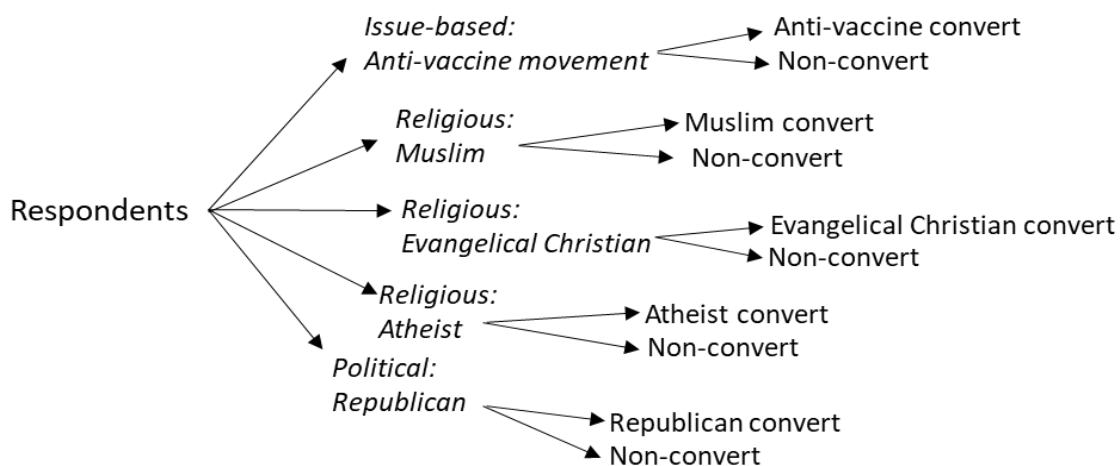 Issue-based:
Anti-vaccine movement
Anti-vaccine convert
Non-convert
Religious:
Muslim
Muslim convert
Non-convert
Respondents
Religious:
Evangelical Christian
Evangelical Christian convert
Non-convert
Religious:
Atheist
Atheist convert
Non-convert
Political:
Republican
Republican convert
Non-convert